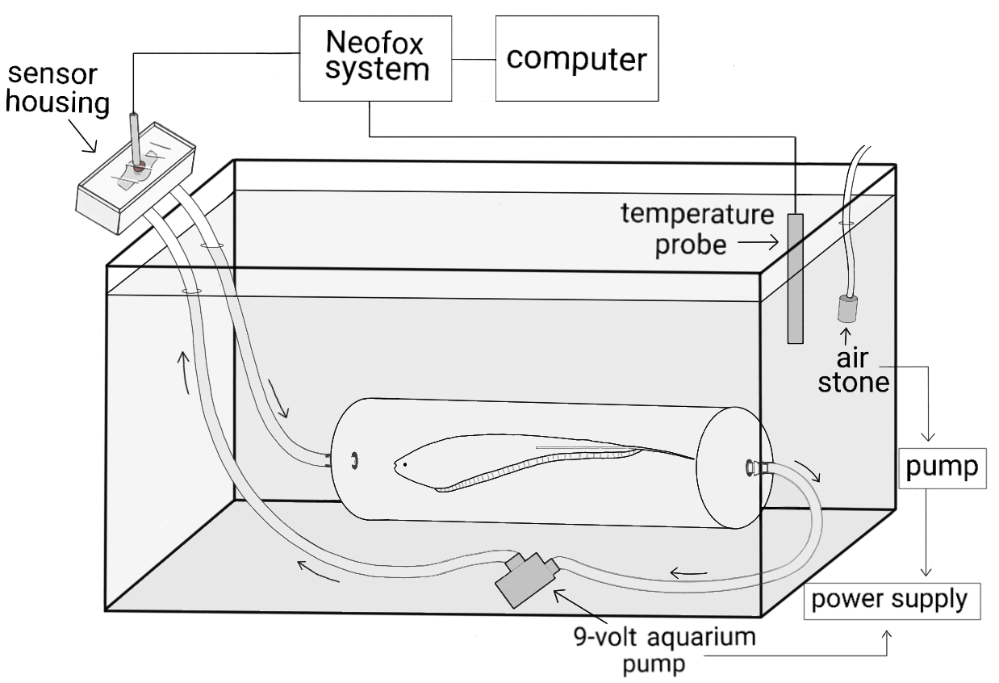 Neofox
system
computer
sensor
housing
temperature
probe
air
stone
pump
power supply
9-volt aquarium
pump